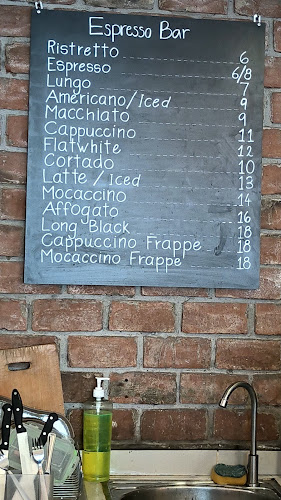 Espresso Bar
Ristretto 6
Espresso 6/8
Lungo 7
Americano/Iced 9
Macchiato 9
Cappuccino 11
Flatwhite 12
Cortado 10
Latte / Iced 13
Mocaccino 14
Affogato 16
Long Black 18
Cappuccino Frappe 18
Mocaccino Frappe 18